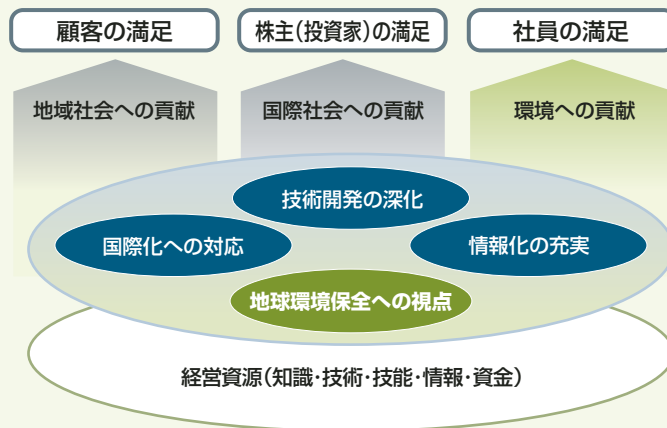 顧客の満足
株主(投資家)の満足
社員の満足
地域社会への貢献
国際社会への貢献
環境への貢献
技術開発の深化
国際化への対応
情報化の充実
地球環境保全への視点
経営資源(知識・技術・技能・情報・資金)